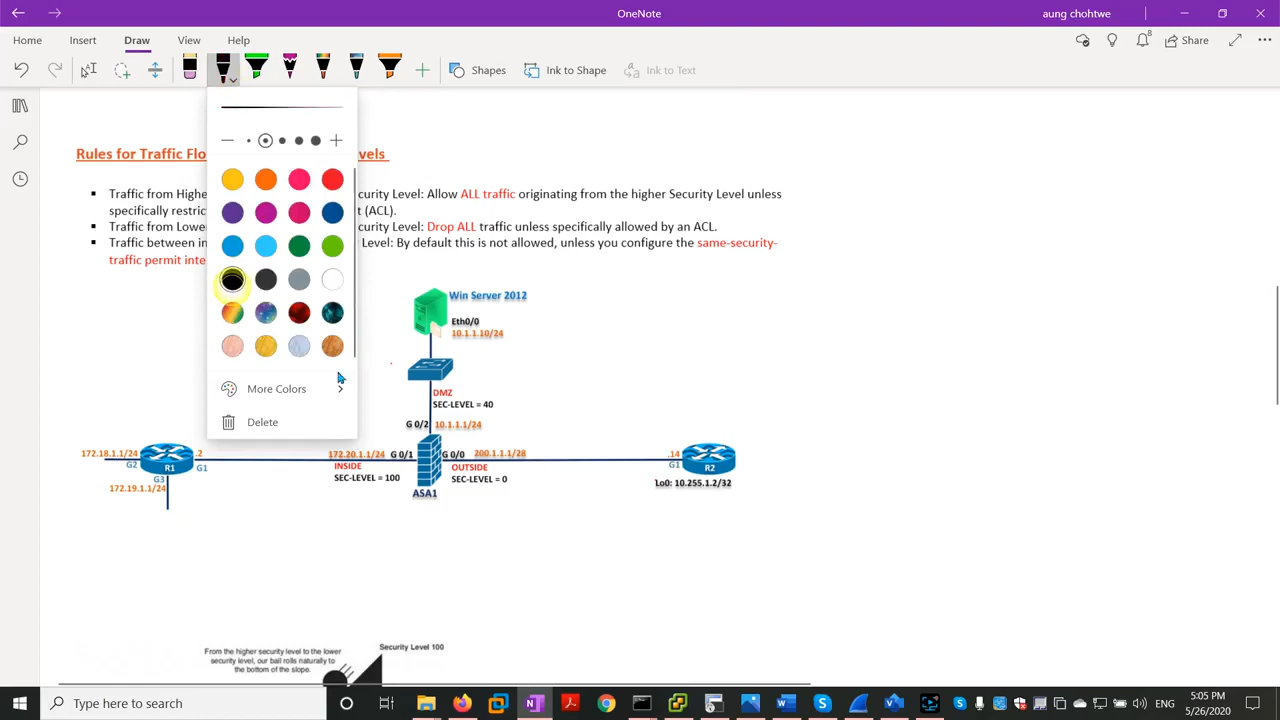 OneNote
aung chohtwe
Home Insert Draw View Help
Share
Shapes
Ink to Shape
Ink to Text
Rules for Traffic Flo
vels
Traffic from Higher
curity Level: Allow ALL traffic originating from the higher Security Level unless
specifically restric
t (ACL).
Traffic from Lowe
curity Level: Drop ALL traffic unless specifically allowed by an ACL.
Traffic between in
Level: By default this is not allowed, unless you configure the same-security-
traffic permit inte
More Colors
Delete
Win Server 2012
Eth0/0
10.1.1.10/24
DMZ
SEC-LEVEL = 40
G 0/2 10.1.1.1/24
172.18.1.1/24
G2
R1
.2
G1
G3
172.19.1.1/24
172.20.1.1/24 G 0/1
INSIDE
SEC-LEVEL = 100
G 0/0 200.1.1.1/28
OUTSIDE
SEC-LEVEL = 0
ASA1
.14
G1
R2
Lo0: 10.255.1.2/32
From the higher security level to the lower
security level, our ball rolls naturally to
the bottom of the slope.
Security Level 100
Type here to search
ENG
5:05 PM
5/26/2020
8